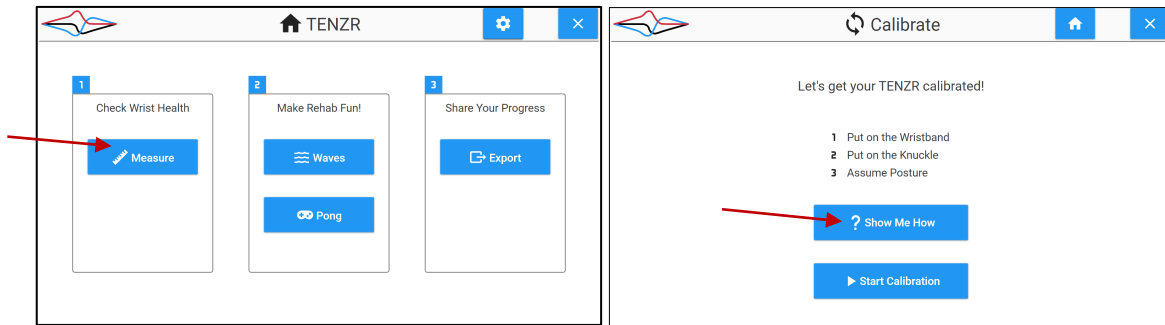 TENZR
1
Check Wrist Health
Measure
2
Make Rehab Fun!
Waves
Pong
3
Share Your Progress
Export
Calibrate
Let's get your TENZR calibrated!
1 Put on the Wristband
2 Put on the Knuckle
3 Assume Posture
? Show Me How
Start Calibration